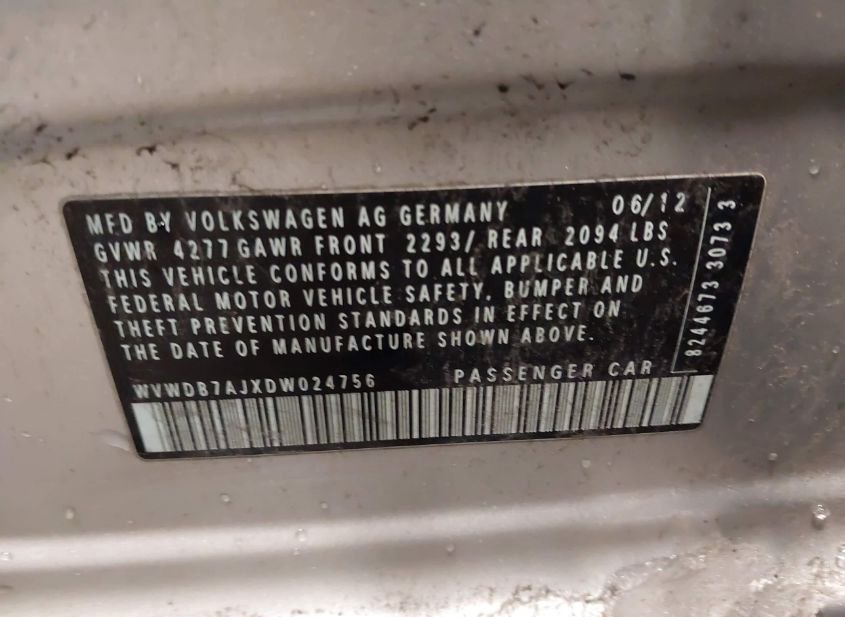 MFD BY VOLKSWAGEN AG GERMANY 06/12
GVWR 4277 GAWR FRONT 2293/ REAR 2094 LBS
THIS VEHICLE CONFORMS TO ALL APPLICABLE U.S.
FEDERAL MOTOR VEHICLE SAFETY, BUMPER AND
THEFT PREVENTION STANDARDS IN EFFECT ON
THE DATE OF MANUFACTURE SHOWN ABOVE.
WVWDB7AJXDW024756 PASSENGER CAR
8244673 3073 3